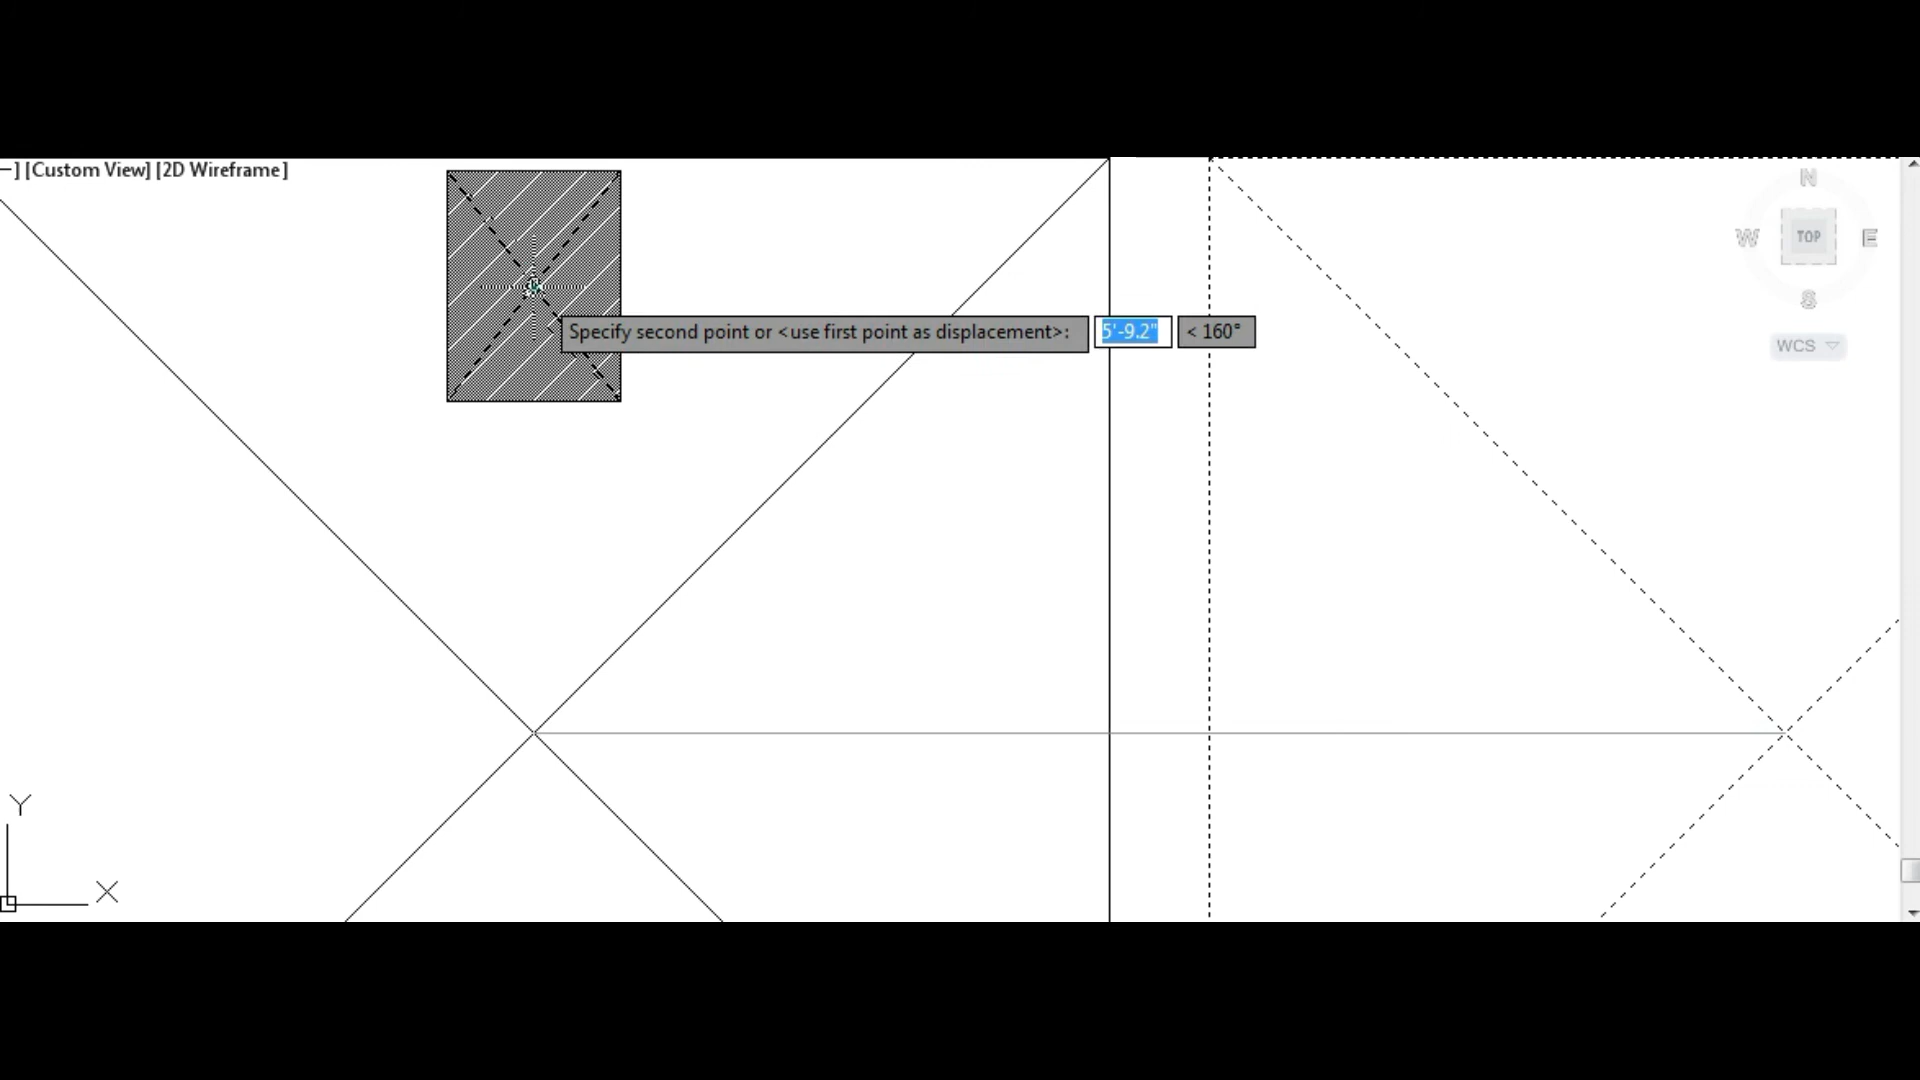 –] [Custom View] [2D Wireframe]
N
W
TOP
E
S
WCS
Specify second point or <use first point as displacement>:
5'-9.2"
< 160°
Y
X